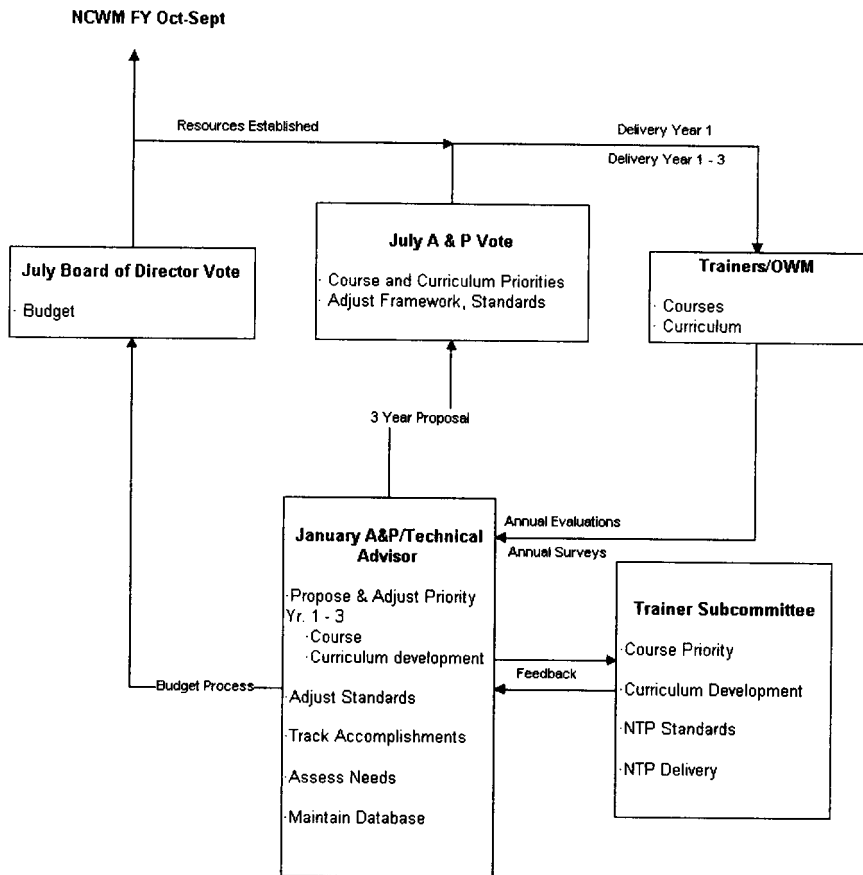 NCWM FY Oct-Sept
Resources Established
Delivery Year 1
Delivery Year 1 - 3
July Board of Director Vote
· Budget
July A & P Vote
· Course and Curriculum Priorities
· Adjust Framework, Standards
Trainers/OWM
· Courses
· Curriculum
3 Year Proposal
January A&P/Technical
Advisor
·Propose & Adjust Priority
Yr. 1 - 3
·Course
·Curriculum development
·Adjust Standards
·Track Accomplishments
·Assess Needs
·Maintain Database
Annual Evaluations
Annual Surveys
Budget Process
Feedback
Trainer Subcommittee
·Course Priority
·Curriculum Development
·NTP Standards
·NTP Delivery